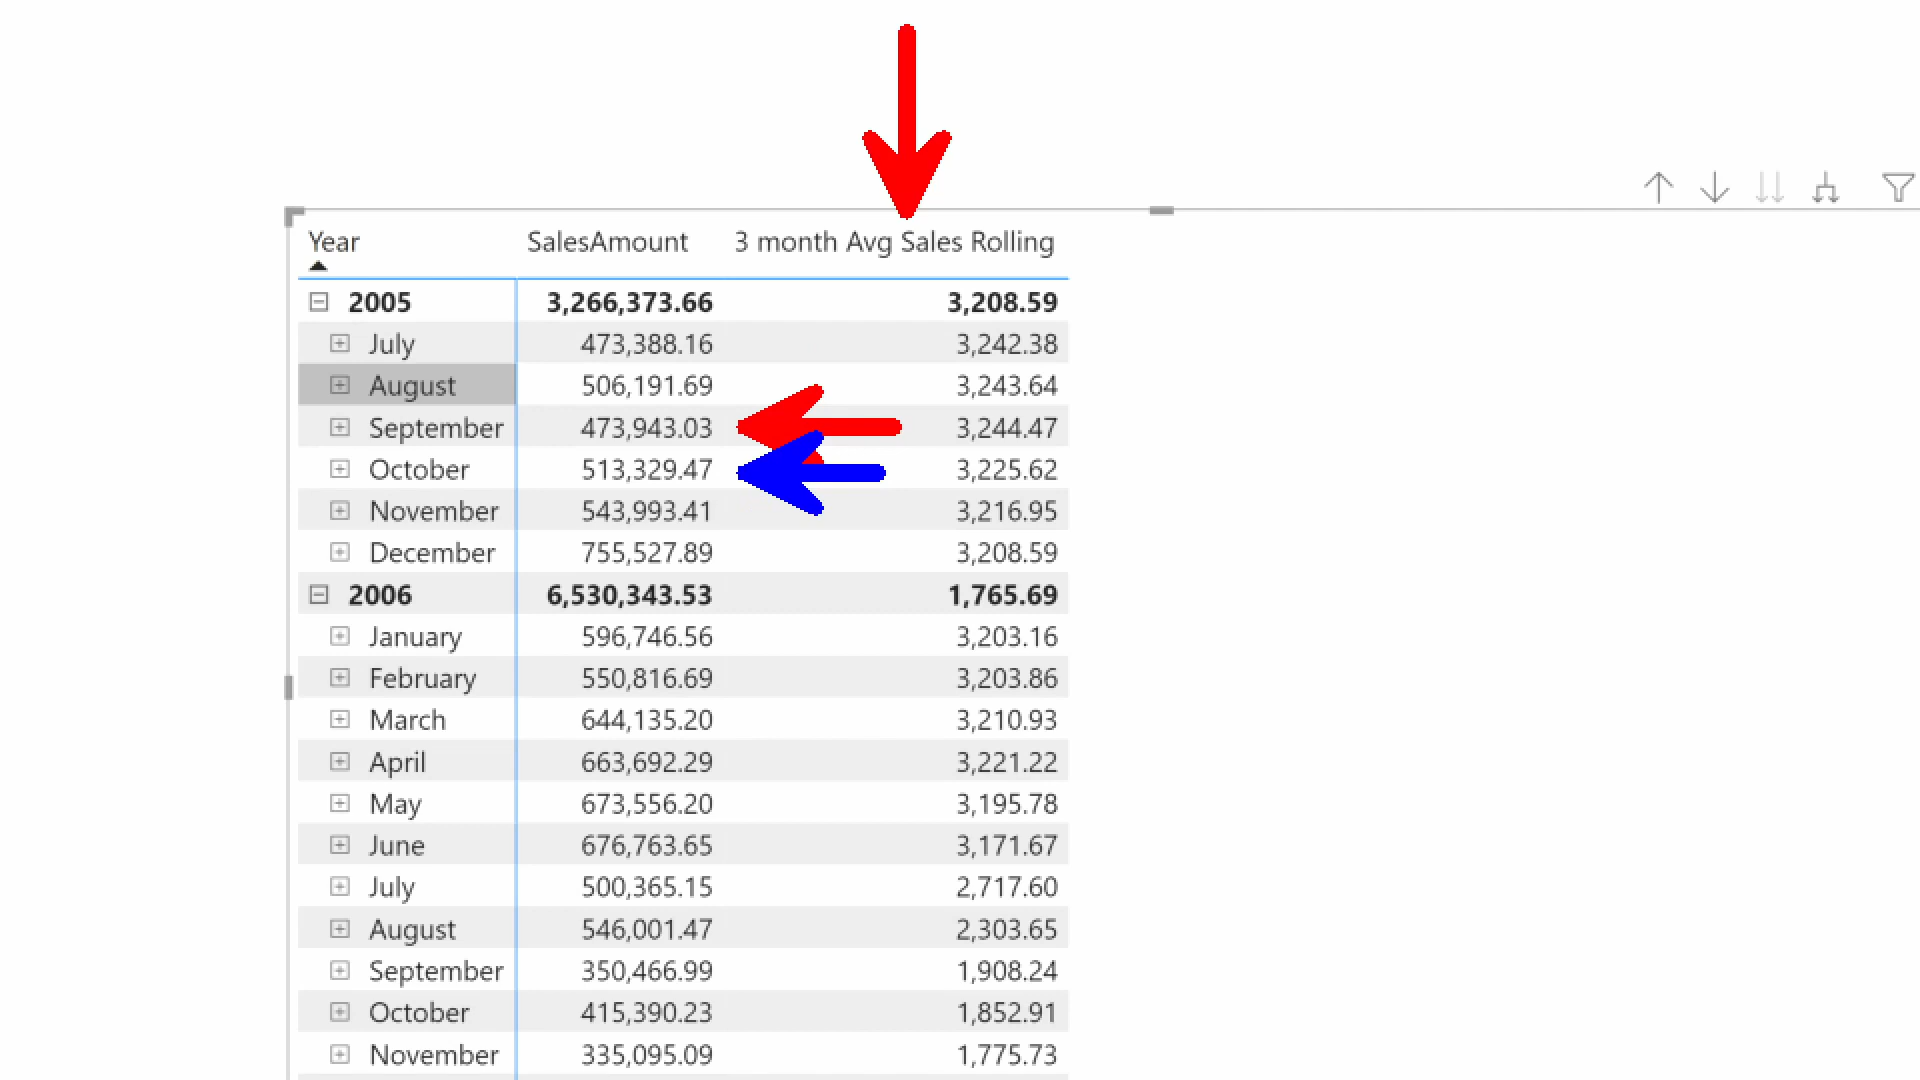 Year SalesAmount 3 month Avg Sales Rolling
2005 3,266,373.66 3,208.59
July 473,388.16 3,242.38
August 506,191.69 3,243.64
September 473,943.03 3,244.47
October 513,329.47 3,225.62
November 543,993.41 3,216.95
December 755,527.89 3,208.59
2006 6,530,343.53 1,765.69
January 596,746.56 3,203.16
February 550,816.69 3,203.86
March 644,135.20 3,210.93
April 663,692.29 3,221.22
May 673,556.20 3,195.78
June 676,763.65 3,171.67
July 500,365.15 2,717.60
August 546,001.47 2,303.65
September 350,466.99 1,908.24
October 415,390.23 1,852.91
November 335,095.09 1,775.73